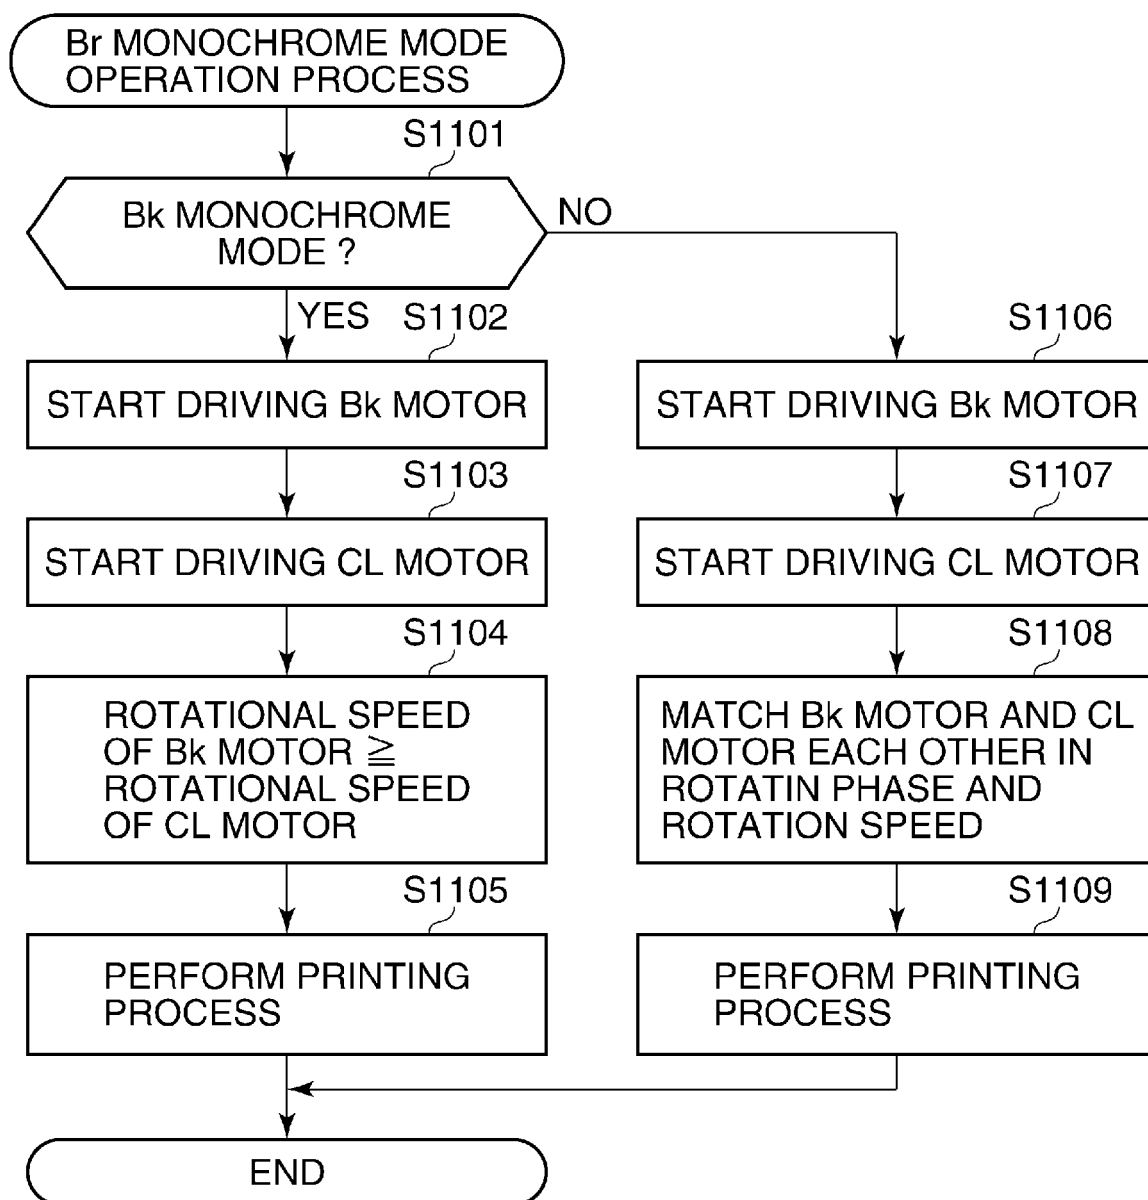 Br MONOCHROME MODE
OPERATION PROCESS
S1101
Bk MONOCHROME
MODE ?
NO
YES
S1102
START DRIVING Bk MOTOR
S1103
START DRIVING CL MOTOR
S1104
ROTATIONAL SPEED
OF Bk MOTOR ≧
ROTATIONAL SPEED
OF CL MOTOR
S1105
PERFORM PRINTING
PROCESS
S1106
START DRIVING Bk MOTOR
S1107
START DRIVING CL MOTOR
S1108
MATCH Bk MOTOR AND CL
MOTOR EACH OTHER IN
ROTATIN PHASE AND
ROTATION SPEED
S1109
PERFORM PRINTING
PROCESS
END